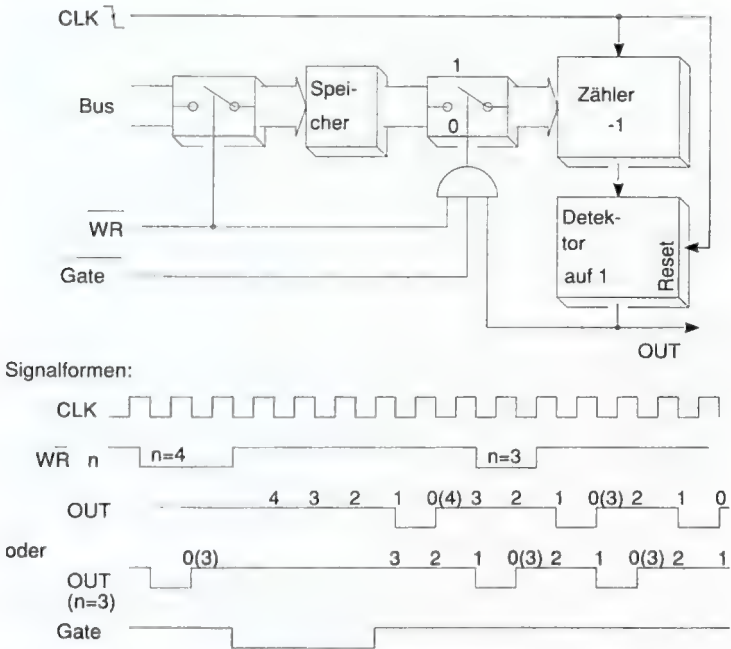 CLK
Bus
Spei-
cher
1
0
Zähler
-1
WR
Gate
Detek-
tor
auf 1
Reset
OUT
Signalformen:
CLK
WR n n=4 n=3
OUT 4 3 2 1 0(4) 3 2 1 0(3) 2 1 0
oder
OUT 0(3) 3 2 1 0(3) 2 1 0(3) 2 1
(n=3)
Gate